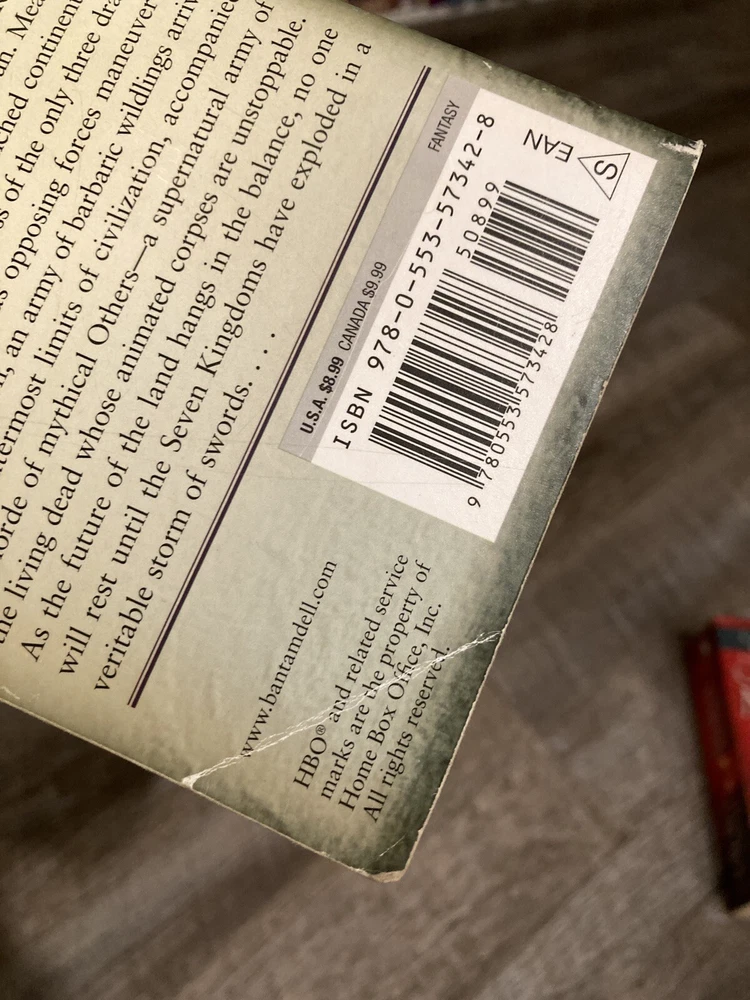 an. Mea
ched continent
s of the only three dra
s opposing forces maneuver
, an army of barbaric wildlings arriv
termost limits of civilization, accompanie
orde of mythical Others—a supernatural army of
the living dead whose animated corpses are unstoppable.
As the future of the land hangs in the balance, no one
will rest until the Seven Kingdoms have exploded in a
veritable storm of swords. . . .
FANTASY
U.S.A. $8.99 CANADA $9.99
ISBN 978-0-553-57342-8
50899
9 780553 573428
EAN
S
www.bantamdell.com
HBO® and related service
marks are the property of
Home Box Office, Inc.
All rights reserved.